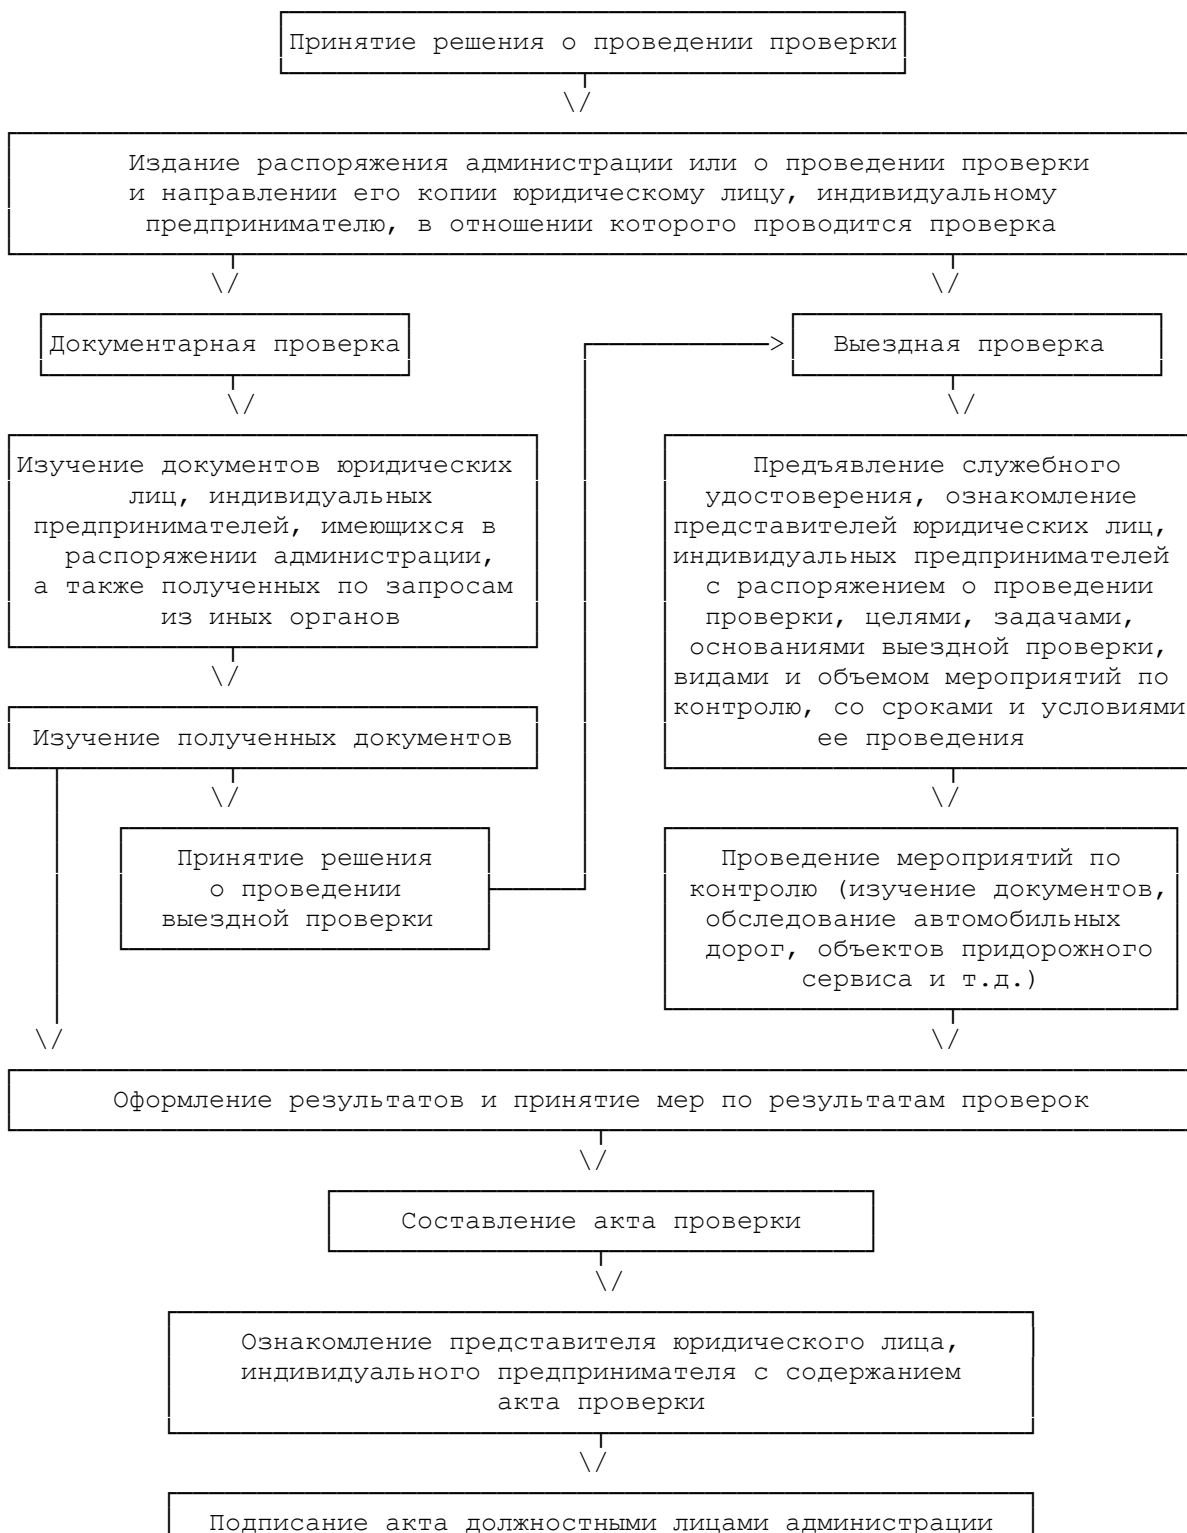 Принятие решения о проведении проверки
Издание распоряжения администрации или о проведении проверки
и направлении его копии юридическому лицу, индивидуальному
предпринимателю, в отношении которого проводится проверка
Документарная проверка
Выездная проверка
Изучение документов юридических
лиц, индивидуальных
предпринимателей, имеющихся в
распоряжении администрации,
а также полученных по запросам
из иных органов
Предъявление служебного
удостоверения, ознакомление
представителей юридических лиц,
индивидуальных предпринимателей
с распоряжением о проведении
проверки, целями, задачами,
основаниями выездной проверки,
видами и объемом мероприятий по
контролю, со сроками и условиями
ее проведения
Изучение полученных документов
Принятие решения
о проведении
выездной проверки
Проведение мероприятий по
контролю (изучение документов,
обследование автомобильных
дорог, объектов придорожного
сервиса и т.д.)
Оформление результатов и принятие мер по результатам проверок
Составление акта проверки
Ознакомление представителя юридического лица,
индивидуального предпринимателя с содержанием
акта проверки
Подписание акта должностными лицами администрации